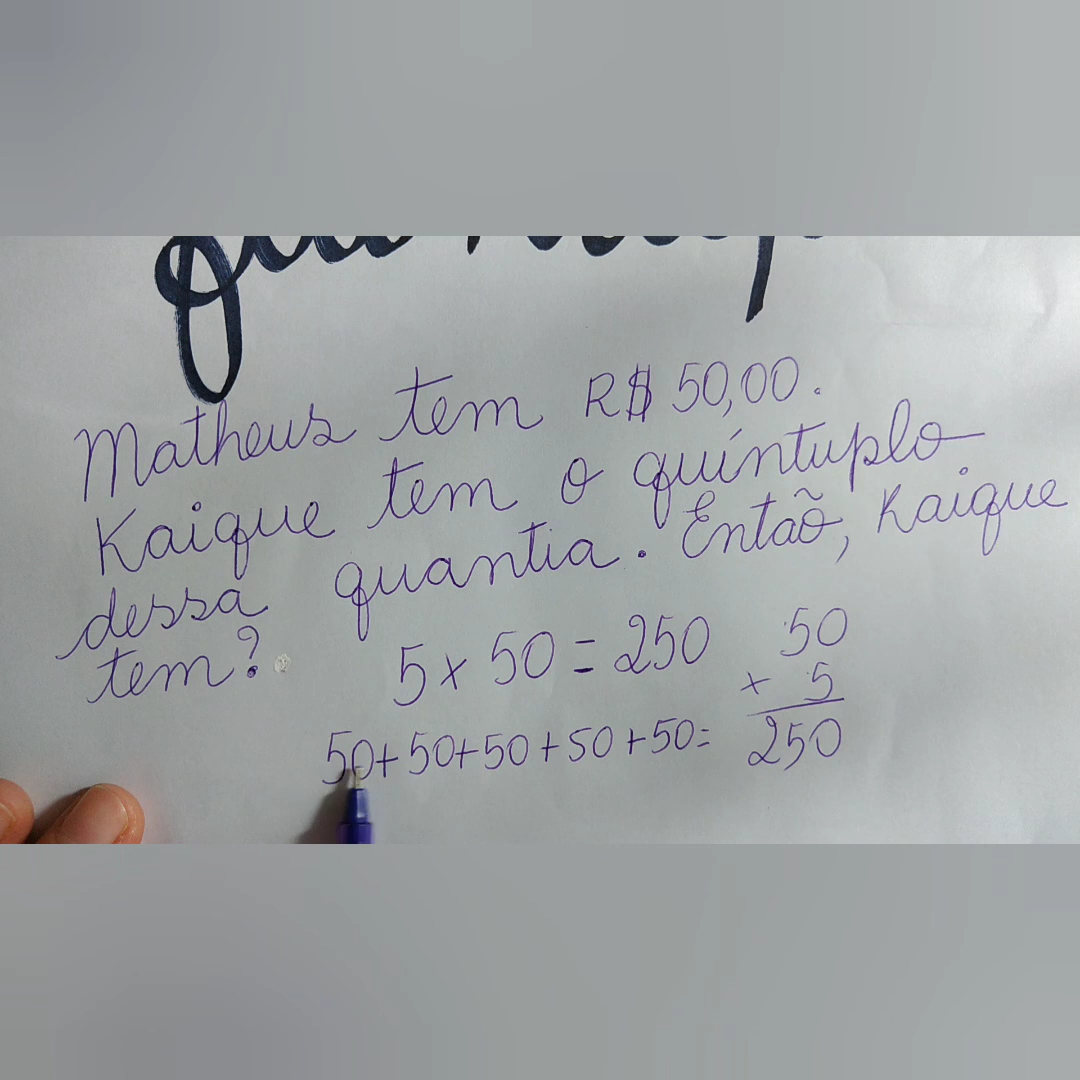 Matheus tem R$ 50,00.
Kaique tem o quíntuplo
dessa quantia. Então, Kaique
tem?
5 x 50 = 250
50
x 5
250
50+50+50+50+50=